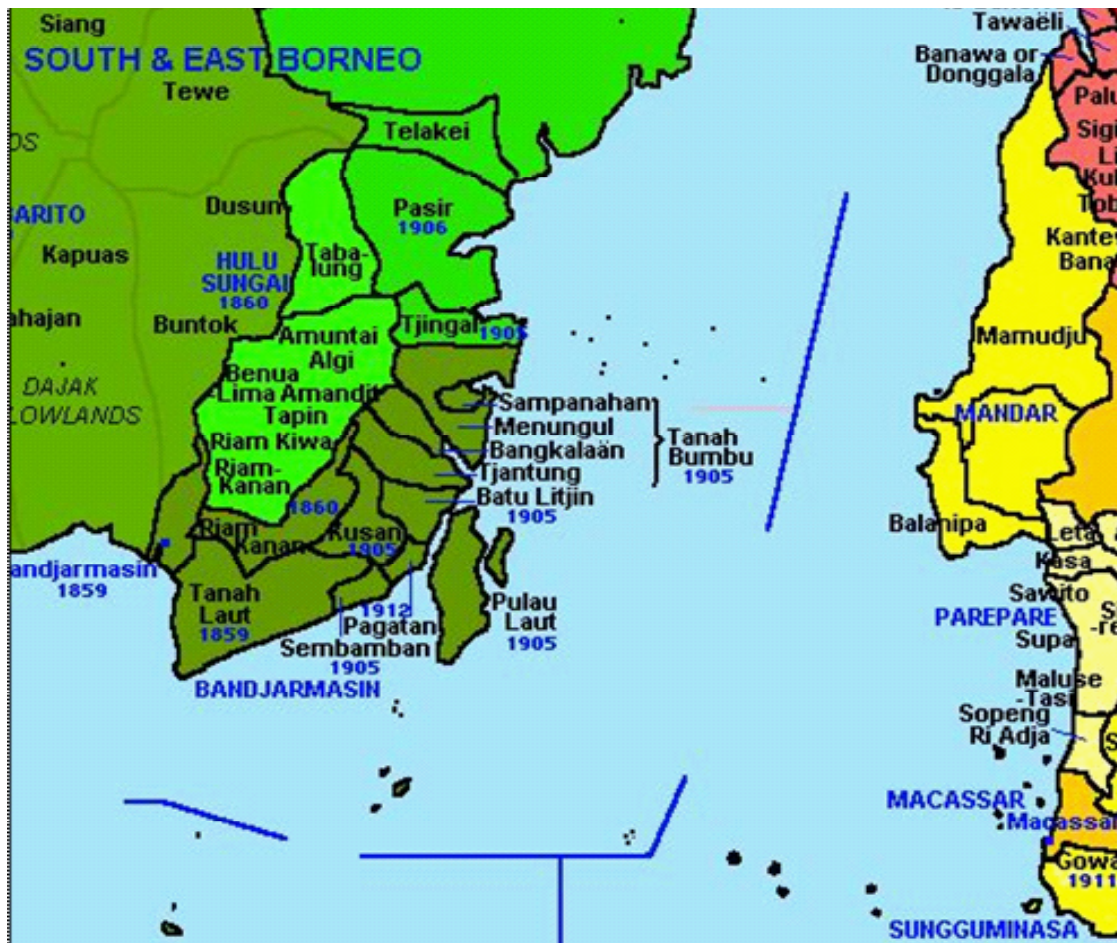 Siang
SOUTH & EAST BORNEO
Tewe
Telakei
Dusun
Pasir
1906
Kapuas
HULU
SUNGAI
1860
Taba-
lung
Buntok
Amuntai
Algi
Tjingal
1905
DAJAK
LOWLANDS
Benua
-Lima Amandit
Tapin
Riam Kiwa
Riam-
Kanan
1860
Sampanahan
Menungul
Bangkalaän
Tjantung
Batu Litjin
1905
Tanah
Bumbu
1905
Riam
Kanan
Kusan
1905
1859
Tanah
Laut
1859
1912
Pagatan
Sembamban
1905
Pulau
Laut
1905
BANDJARMASIN
Tawaëli
Banawa or
Donggala
Mamudju
MANDAR
Balanipa
Leta
Kasa
Sawito
PAREPARE
Supa
Maluse
-Tasi
Sopeng
Ri Adja
MACASSAR
Macassar
Gowa
1911
SUNGGUMINASA